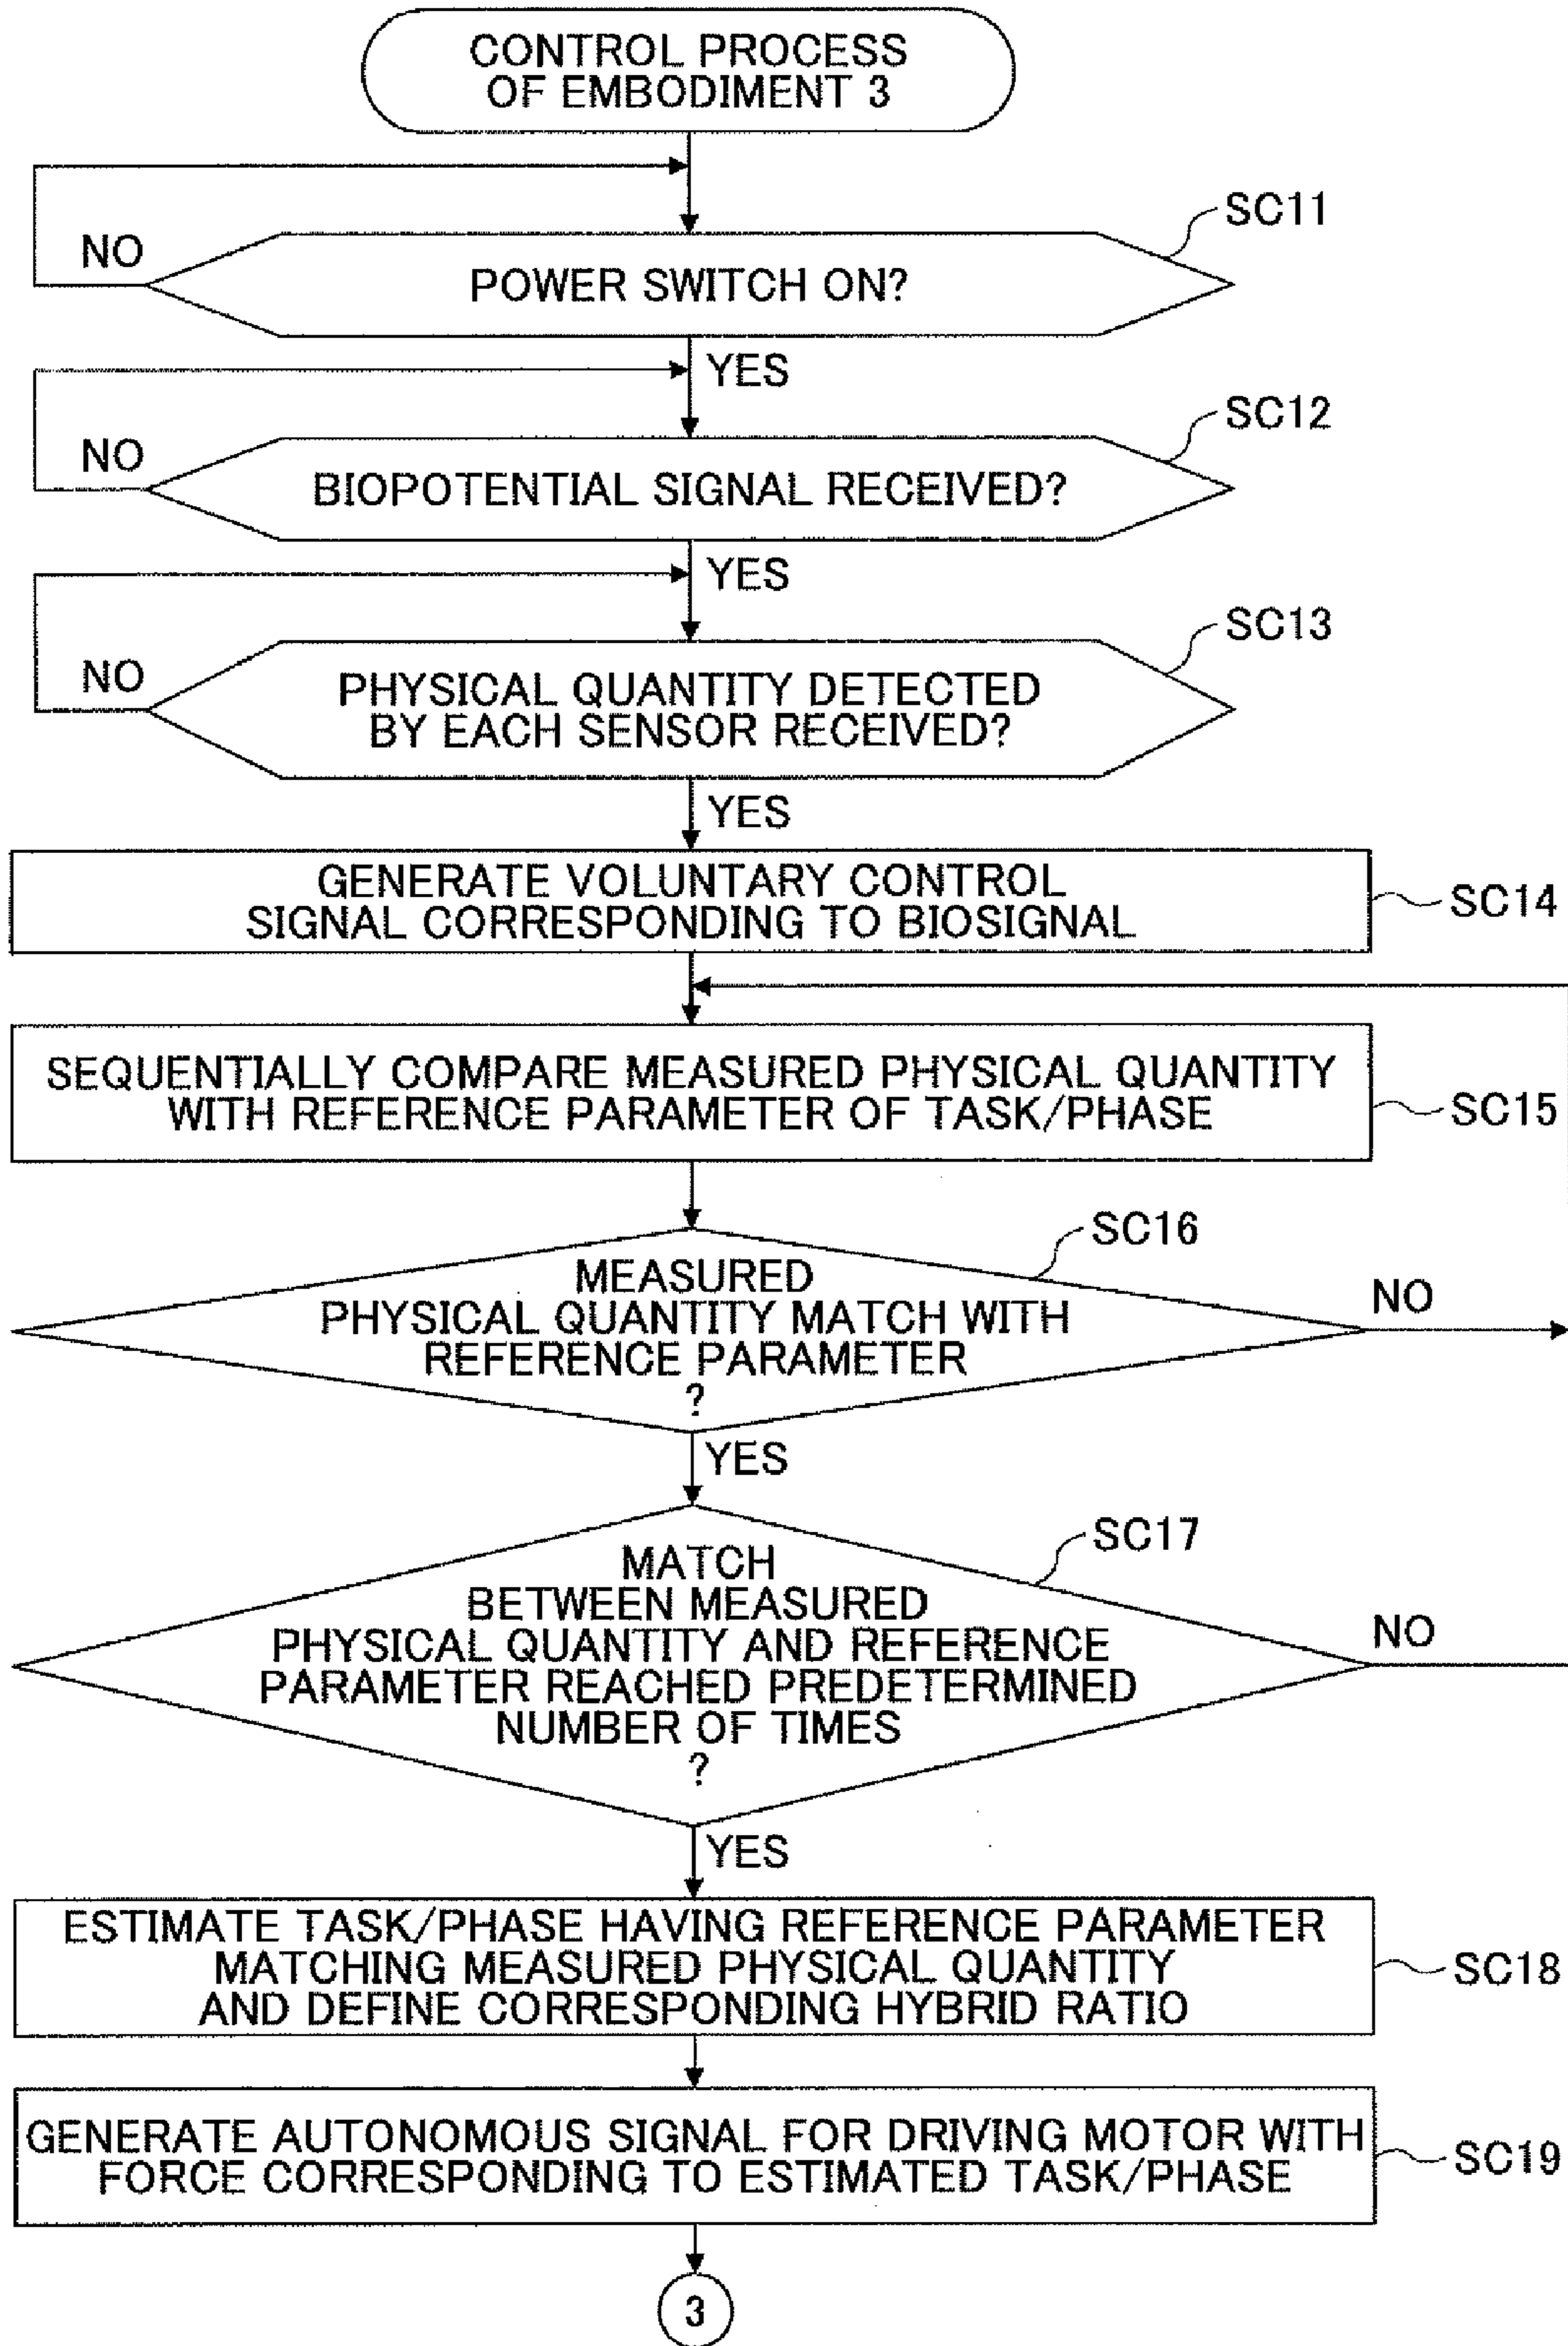 CONTROL PROCESS
OF EMBODIMENT 3
SC11
NO
POWER SWITCH ON?
YES
SC12
NO
BIOPOTENTIAL SIGNAL RECEIVED?
YES
SC13
NO
PHYSICAL QUANTITY DETECTED
BY EACH SENSOR RECEIVED?
YES
GENERATE VOLUNTARY CONTROL
SIGNAL CORRESPONDING TO BIOSIGNAL
SC14
SEQUENTIALLY COMPARE MEASURED PHYSICAL QUANTITY
WITH REFERENCE PARAMETER OF TASK/PHASE
SC15
SC16
MEASURED
PHYSICAL QUANTITY MATCH WITH
REFERENCE PARAMETER
?
NO
YES
SC17
MATCH
BETWEEN MEASURED
PHYSICAL QUANTITY AND REFERENCE
PARAMETER REACHED PREDETERMINED
NUMBER OF TIMES
?
NO
YES
ESTIMATE TASK/PHASE HAVING REFERENCE PARAMETER
MATCHING MEASURED PHYSICAL QUANTITY
AND DEFINE CORRESPONDING HYBRID RATIO
SC18
GENERATE AUTONOMOUS SIGNAL FOR DRIVING MOTOR WITH
FORCE CORRESPONDING TO ESTIMATED TASK/PHASE
SC19
3